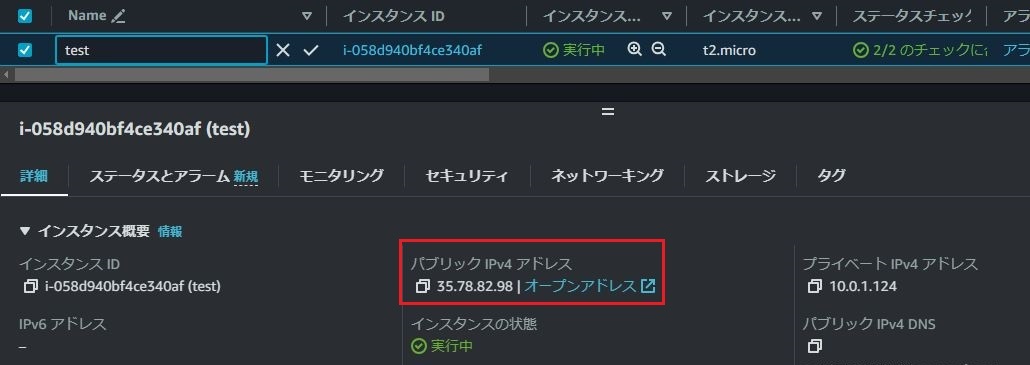 Name インスタンス ID インスタンス... インスタンス... ステータスチェック アラ
test i-058d940bf4ce340af 実行中 t2.micro 2/2 のチェックに アラ
i-058d940bf4ce340af (test)
詳細 ステータスとアラーム 新規 モニタリング セキュリティ ネットワーキング ストレージ タグ
▼ インスタンス概要 情報
インスタンス ID パブリック IPv4 アドレス プライベート IPv4 アドレス
i-058d940bf4ce340af (test) 35.78.82.98 | オープンアドレス 10.0.1.124
IPv6 アドレス インスタンスの状態 パブリック IPv4 DNS
– 実行中